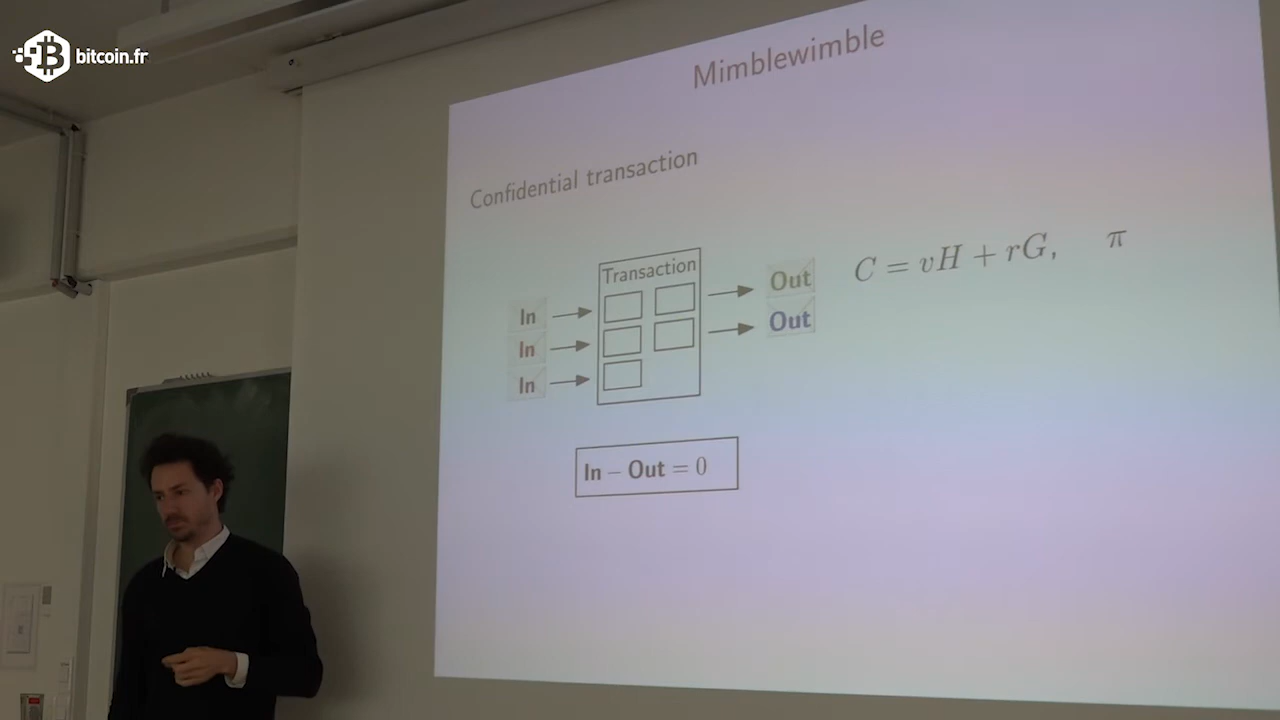 bitcoin.fr
Mimblewimble
Confidential transaction
Transaction
In
In
In
Out
Out
C = vH + rG, π
In − Out = 0